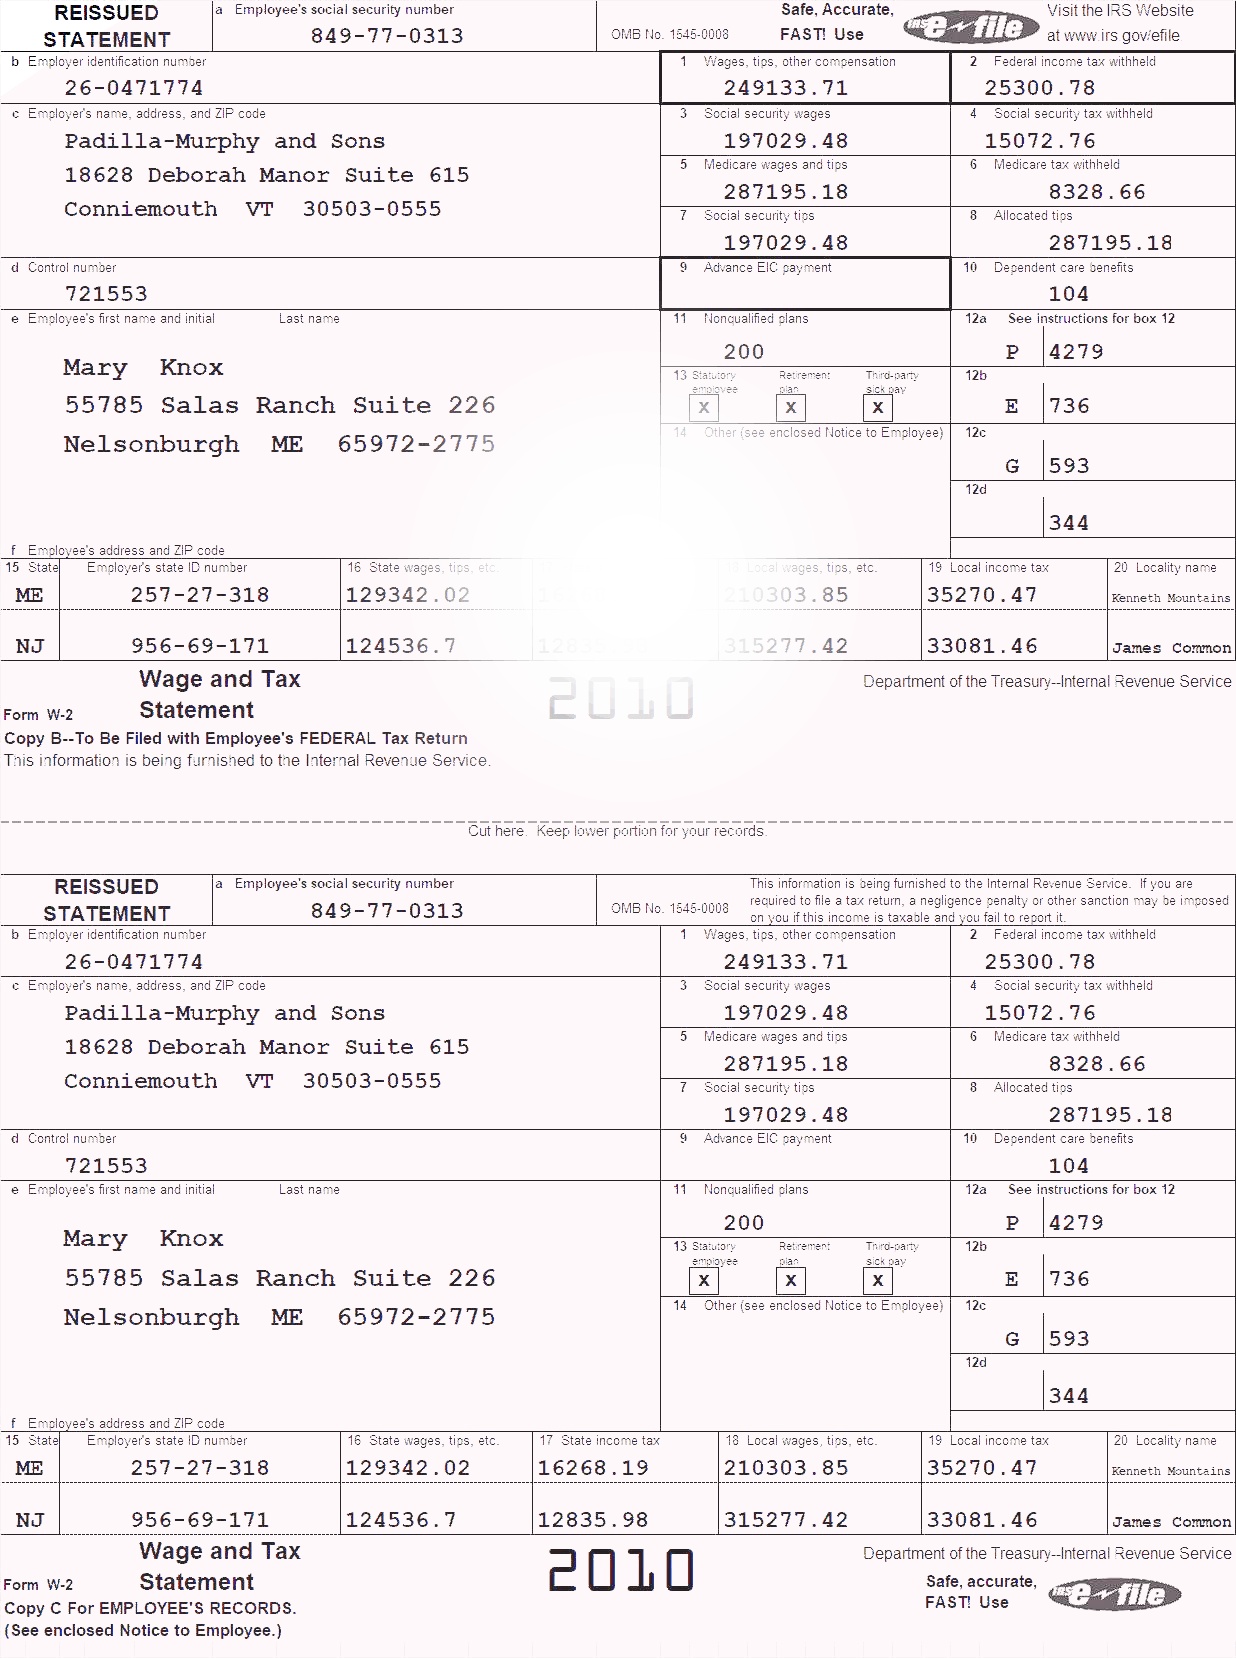 REISSUED STATEMENT
a Employee's social security number
849-77-0313
OMB No. 1545-0008
Safe, Accurate, FAST! Use
IRS e-file
Visit the IRS Website at www.irs.gov/efile
b Employer identification number
26-0471774
1 Wages, tips, other compensation
249133.71
2 Federal income tax withheld
25300.78
c Employer's name, address, and ZIP code
Padilla-Murphy and Sons
18628 Deborah Manor Suite 615
Conniemouth VT 30503-0555
3 Social security wages
197029.48
4 Social security tax withheld
15072.76
5 Medicare wages and tips
287195.18
6 Medicare tax withheld
8328.66
7 Social security tips
197029.48
8 Allocated tips
287195.18
d Control number
721553
9 Advance EIC payment
10 Dependent care benefits
104
e Employee's first name and initial Last name
Mary Knox
55785 Salas Ranch Suite 226
Nelsonburgh ME 65972-2775
11 Nonqualified plans
200
12a See instructions for box 12
P 4279
13 Statutory employee Retirement plan Third-party sick pay
X X X
12b
E 736
14 Other (see enclosed Notice to Employee)
12c
G 593
12d
344
f Employee's address and ZIP code
15 State Employer's state ID number 16 State wages, tips, etc. Local wages, tips, etc. 19 Local income tax 20 Locality name
ME 257-27-318 129342.02 210303.85 35270.47 Kenneth Mountains
NJ 956-69-171 124536.7 315277.42 33081.46 James Common
Wage and Tax
Form W-2 Statement
2010
Department of the Treasury--Internal Revenue Service
Copy B--To Be Filed with Employee's FEDERAL Tax Return
This information is being furnished to the Internal Revenue Service.
Cut here. Keep lower portion for your records.
REISSUED STATEMENT
a Employee's social security number
849-77-0313
OMB No. 1545-0008
This information is being furnished to the Internal Revenue Service. If you are
required to file a tax return, a negligence penalty or other sanction may be imposed
on you if this income is taxable and you fail to report it.
b Employer identification number
26-0471774
1 Wages, tips, other compensation
249133.71
2 Federal income tax withheld
25300.78
c Employer's name, address, and ZIP code
Padilla-Murphy and Sons
18628 Deborah Manor Suite 615
Conniemouth VT 30503-0555
3 Social security wages
197029.48
4 Social security tax withheld
15072.76
5 Medicare wages and tips
287195.18
6 Medicare tax withheld
8328.66
7 Social security tips
197029.48
8 Allocated tips
287195.18
d Control number
721553
9 Advance EIC payment
10 Dependent care benefits
104
e Employee's first name and initial Last name
Mary Knox
55785 Salas Ranch Suite 226
Nelsonburgh ME 65972-2775
11 Nonqualified plans
200
12a See instructions for box 12
P 4279
13 Statutory employee Retirement plan Third-party sick pay
X X X
12b
E 736
14 Other (see enclosed Notice to Employee)
12c
G 593
12d
344
f Employee's address and ZIP code
15 State Employer's state ID number 16 State wages, tips, etc. 17 State income tax 18 Local wages, tips, etc. 19 Local income tax 20 Locality name
ME 257-27-318 129342.02 16268.19 210303.85 35270.47 Kenneth Mountains
NJ 956-69-171 124536.7 12835.98 315277.42 33081.46 James Common
Wage and Tax
Form W-2 Statement
2010
Department of the Treasury--Internal Revenue Service
Safe, accurate, FAST! Use
IRS e-file
Copy C For EMPLOYEE'S RECORDS.
(See enclosed Notice to Employee.)